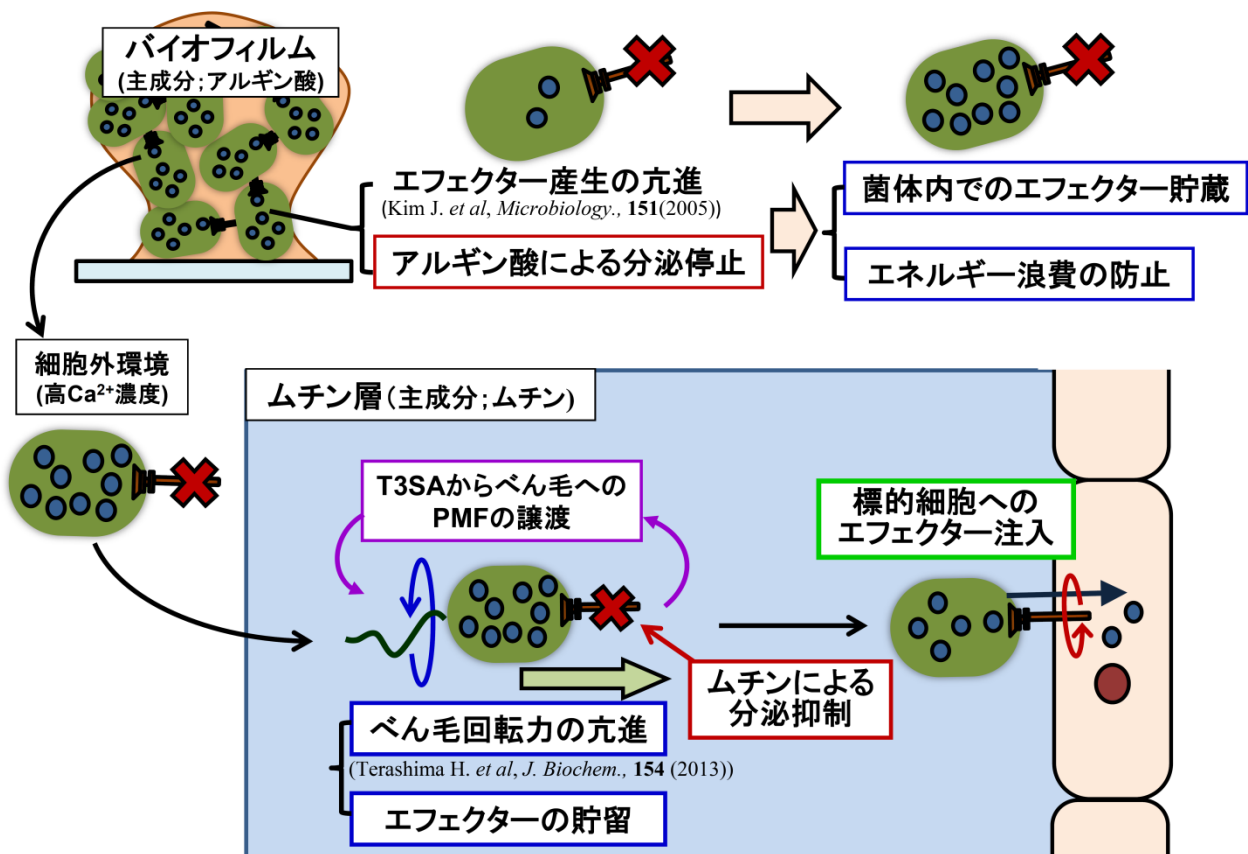 バイオフィルム
(主成分;アルギン酸)
エフェクター産生の亢進
(Kim J. et al, Microbiology., 151(2005))
アルギン酸による分泌停止
菌体内でのエフェクター貯蔵
エネルギー浪費の防止
細胞外環境
(高Ca²⁺濃度)
ムチン層(主成分;ムチン)
T3SAからべん毛への
PMFの譲渡
標的細胞への
エフェクター注入
ムチンによる
分泌抑制
べん毛回転力の亢進
(Terashima H. et al, J. Biochem., 154 (2013))
エフェクターの貯留